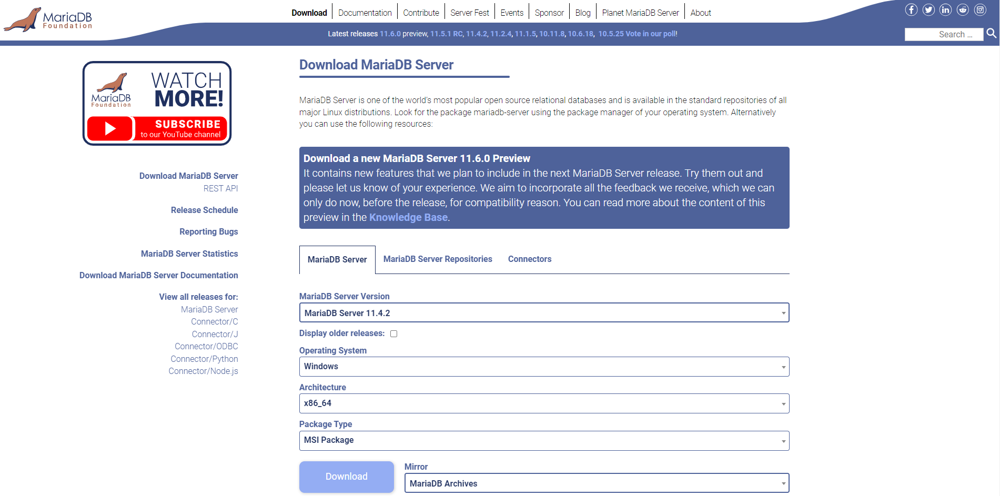 MariaDB
Foundation
Download
Documentation
Contribute
Server Fest
Events
Sponsor
Blog
Planet MariaDB Server
About
Latest releases 11.6.0 preview, 11.5.1 RC, 11.4.2, 11.2.4, 11.1.5, 10.11.8, 10.6.18, 10.5.25 Vote in our poll!
Search ...
MariaDB
Foundation
WATCH
MORE!
SUBSCRIBE
to our YouTube channel
Download MariaDB Server
REST API
Release Schedule
Reporting Bugs
MariaDB Server Statistics
Download MariaDB Server Documentation
View all releases for:
MariaDB Server
Connector/C
Connector/J
Connector/ODBC
Connector/Python
Connector/Node.js
Download MariaDB Server
MariaDB Server is one of the world's most popular open source relational databases and is available in the standard repositories of all
major Linux distributions. Look for the package mariadb-server using the package manager of your operating system. Alternatively
you can use the following resources:
Download a new MariaDB Server 11.6.0 Preview
It contains new features that we plan to include in the next MariaDB Server release. Try them out and
please let us know of your experience. We aim to incorporate all the feedback we receive, which we can
only do now, before the release, for compatibility reason. You can read more about the content of this
preview in the Knowledge Base.
MariaDB Server
MariaDB Server Repositories
Connectors
MariaDB Server Version
MariaDB Server 11.4.2
Display older releases:
Operating System
Windows
Architecture
x86_64
Package Type
MSI Package
Download
Mirror
MariaDB Archives